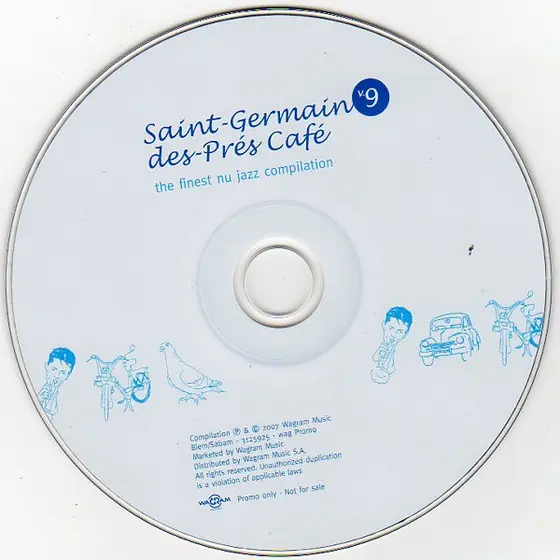 Saint-Germain
v.9
des-Prés Café
the finest nu jazz compilation
Compilation ℗ & © 2007 Wagram Music
Biem/Sabam - 3125925 - wag Promo
Marketed by Wagram Music
Distributed by Wagram Music S.A.
All rights reserved. Unauthorized duplication
is a violation of applicable laws
WAGRAM Promo only - Not for sale